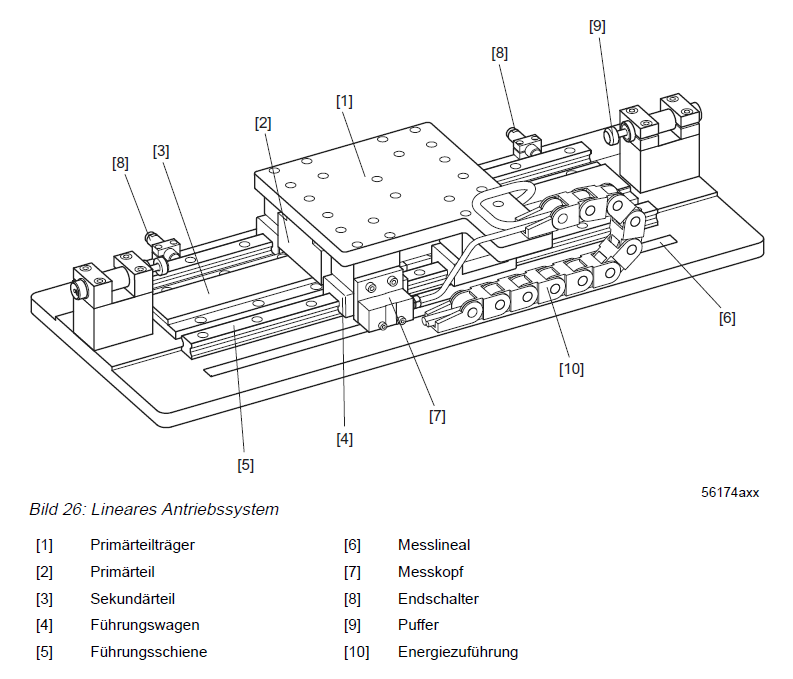 [9]
[8]
[1]
[2]
[3]
[8]
[6]
[10]
[7]
[4]
[5]
56174axx
Bild 26: Lineares Antriebssystem
[1] Primärteilträger [6] Messlineal
[2] Primärteil [7] Messkopf
[3] Sekundärteil [8] Endschalter
[4] Führungswagen [9] Puffer
[5] Führungsschiene [10] Energiezuführung